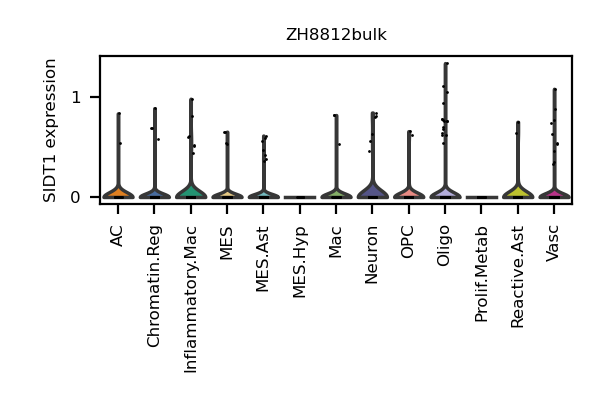 ZH8812bulk
SIDT1 expression
1
0
AC
Chromatin.Reg
Inflammatory.Mac
MES
MES.Ast
MES.Hyp
Mac
Neuron
OPC
Oligo
Prolif.Metab
Reactive.Ast
Vasc